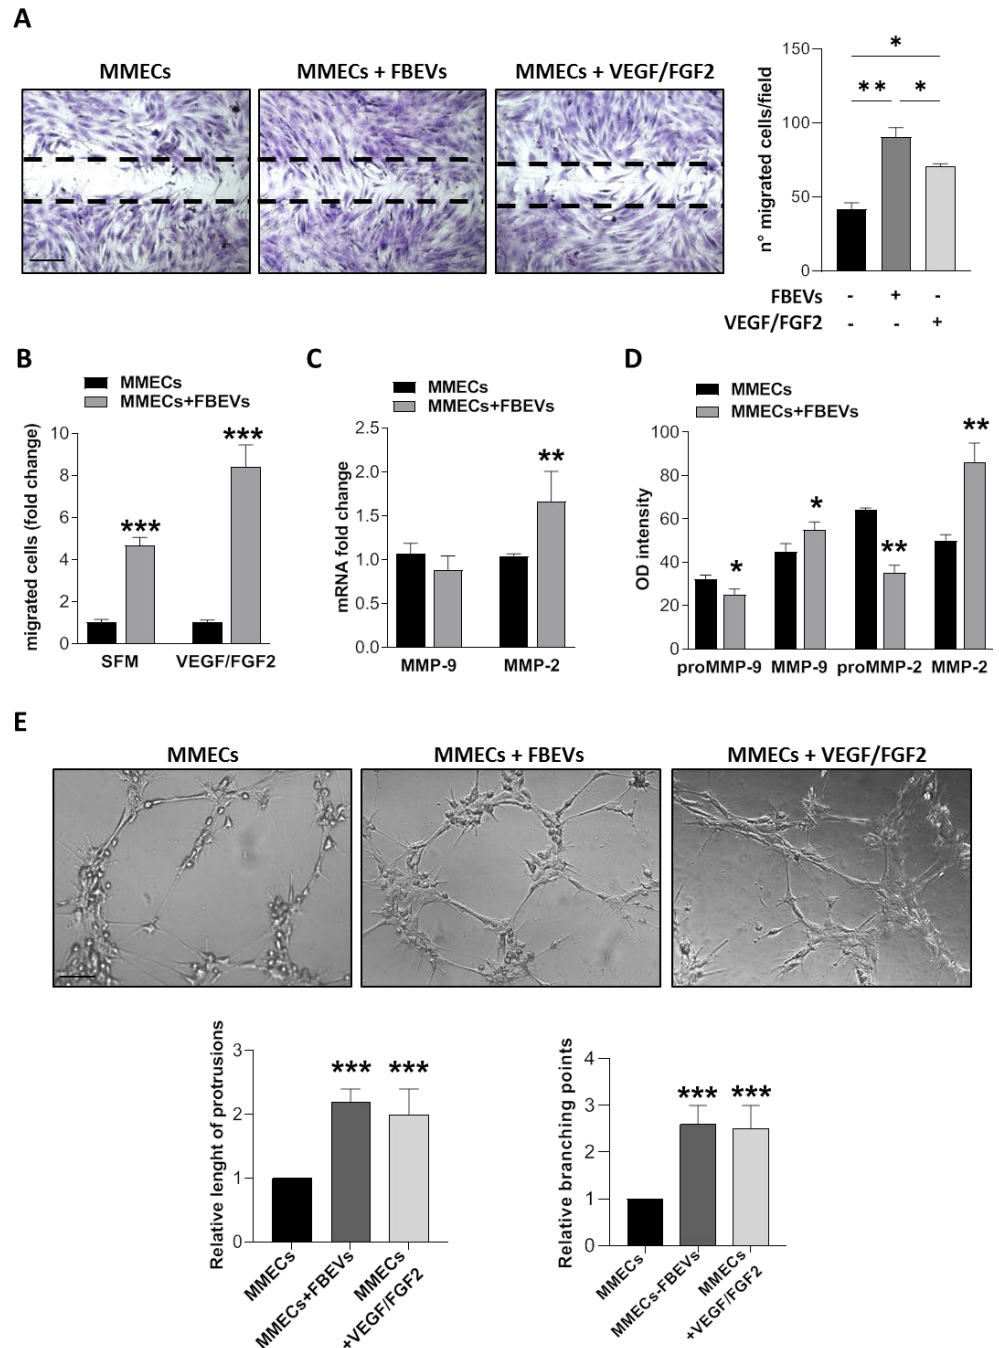 A
MMECs
MMECs + FBEVs
MMECs + VEGF/FGF2
n° migrated cells/field
150
100
50
0
*
** *
FBEVs - + -
VEGF/FGF2 - - +
B
MMECs
MMECs+FBEVs
migrated cells (fold change)
10
8
6
4
2
0
***
***
SFM VEGF/FGF2
C
MMECs
MMECs+FBEVs
mRNA fold change
2.5
2.0
1.5
1.0
0.5
0.0
**
MMP-9 MMP-2
D
MMECs
MMECs+FBEVs
OD intensity
100
80
60
40
20
0
*
*
**
**
proMMP-9 MMP-9 proMMP-2 MMP-2
E
MMECs
MMECs + FBEVs
MMECs + VEGF/FGF2
Relative lenght of protrusions
3
2
1
0
*** ***
MMECs
MMECs+FBEVs
MMECs
+VEGF/FGF2
Relative branching points
4
3
2
1
0
*** ***
MMECs
MMECs-FBEVs
MMECs
+VEGF/FGF2